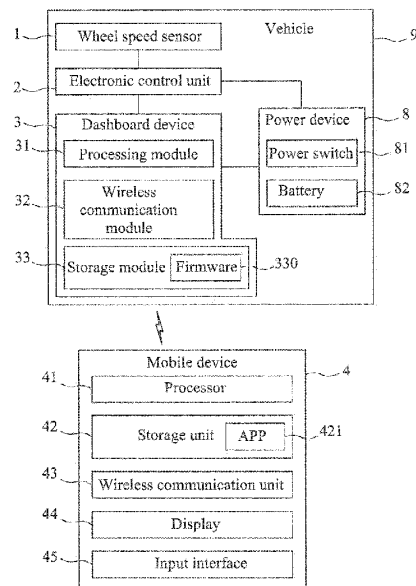 1
Wheel speed sensor
Vehicle
9
2
Electronic control unit
3
Dashboard device
Power device
8
31
Processing module
Power switch
81
32
Wireless
communication
module
Battery
82
33
Storage module
Firmware
330
Mobile device
4
41
Processor
42
Storage unit
APP
421
43
Wireless communication unit
44
Display
45
Input interface